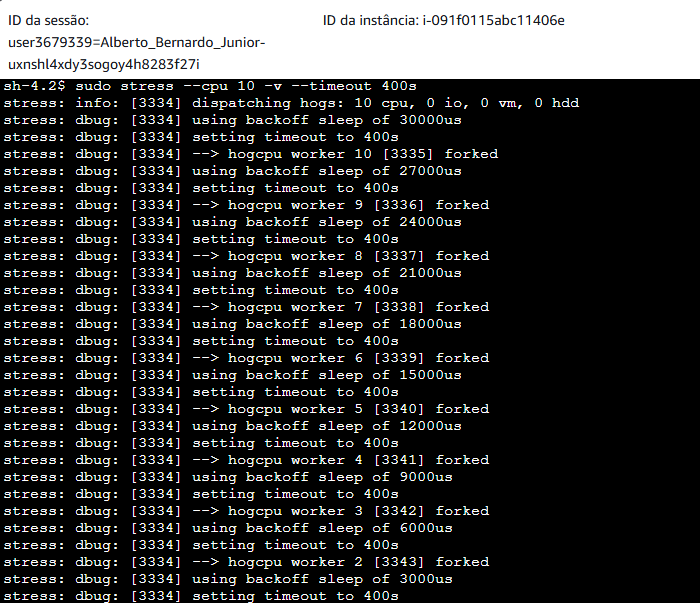 ID da sessão:
user3679339=Alberto_Bernardo_Junior-
uxnshl4xdy3sogoy4h8283f27i
ID da instância: i-091f0115abc11406e
sh-4.2$ sudo stress --cpu 10 -v --timeout 400s
stress: info: [3334] dispatching hogs: 10 cpu, 0 io, 0 vm, 0 hdd
stress: dbug: [3334] using backoff sleep of 30000us
stress: dbug: [3334] setting timeout to 400s
stress: dbug: [3334] --> hogcpu worker 10 [3335] forked
stress: dbug: [3334] using backoff sleep of 27000us
stress: dbug: [3334] setting timeout to 400s
stress: dbug: [3334] --> hogcpu worker 9 [3336] forked
stress: dbug: [3334] using backoff sleep of 24000us
stress: dbug: [3334] setting timeout to 400s
stress: dbug: [3334] --> hogcpu worker 8 [3337] forked
stress: dbug: [3334] using backoff sleep of 21000us
stress: dbug: [3334] setting timeout to 400s
stress: dbug: [3334] --> hogcpu worker 7 [3338] forked
stress: dbug: [3334] using backoff sleep of 18000us
stress: dbug: [3334] setting timeout to 400s
stress: dbug: [3334] --> hogcpu worker 6 [3339] forked
stress: dbug: [3334] using backoff sleep of 15000us
stress: dbug: [3334] setting timeout to 400s
stress: dbug: [3334] --> hogcpu worker 5 [3340] forked
stress: dbug: [3334] using backoff sleep of 12000us
stress: dbug: [3334] setting timeout to 400s
stress: dbug: [3334] --> hogcpu worker 4 [3341] forked
stress: dbug: [3334] using backoff sleep of 9000us
stress: dbug: [3334] setting timeout to 400s
stress: dbug: [3334] --> hogcpu worker 3 [3342] forked
stress: dbug: [3334] using backoff sleep of 6000us
stress: dbug: [3334] setting timeout to 400s
stress: dbug: [3334] --> hogcpu worker 2 [3343] forked
stress: dbug: [3334] using backoff sleep of 3000us
stress: dbug: [3334] setting timeout to 400s